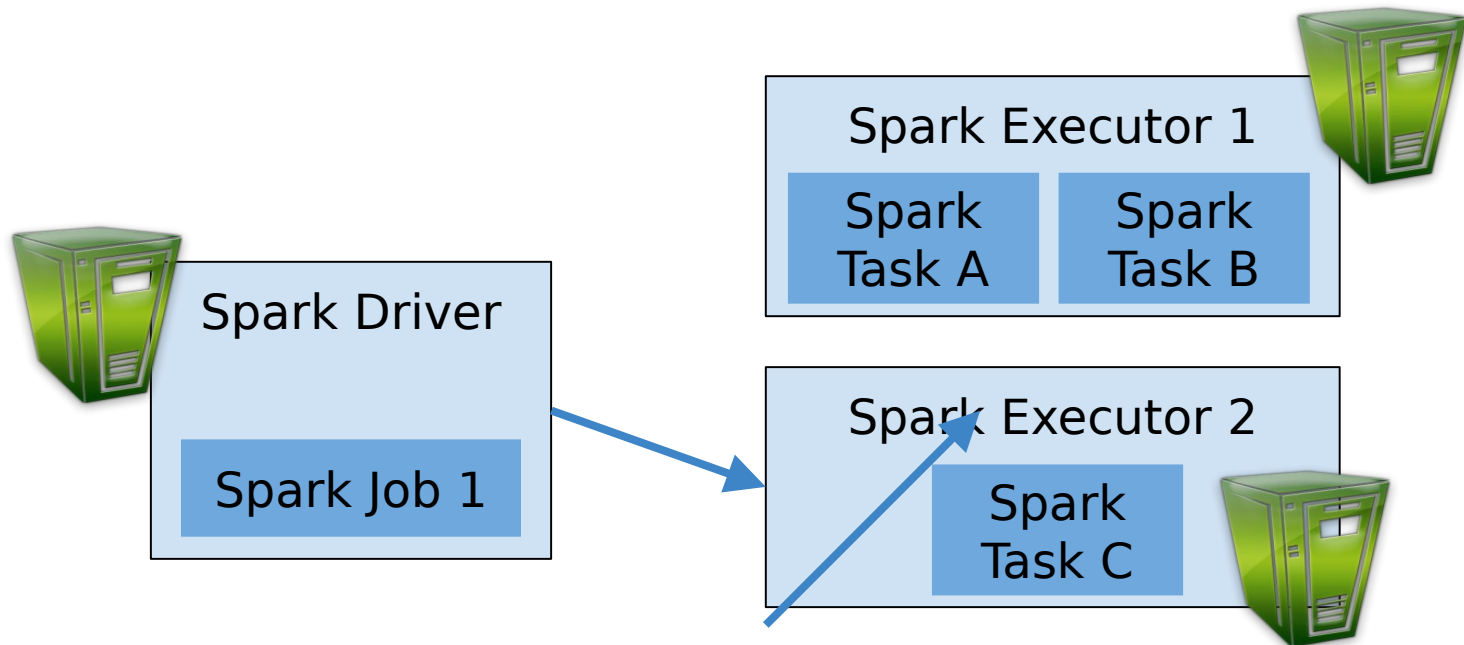 Spark Driver
Spark Job 1
Spark Executor 1
Spark
Task A
Spark
Task B
Spark Executor 2
Spark
Task C